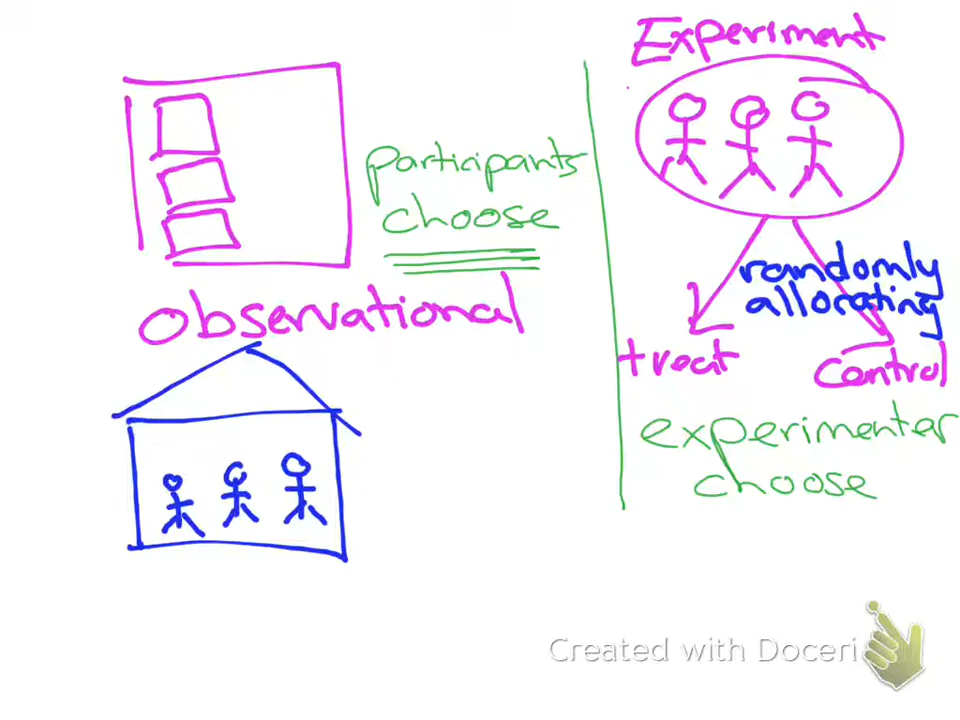 participants
choose
observational
Experiment
randomly
allocating
treat
control
experimenter
choose
Created with Doceri